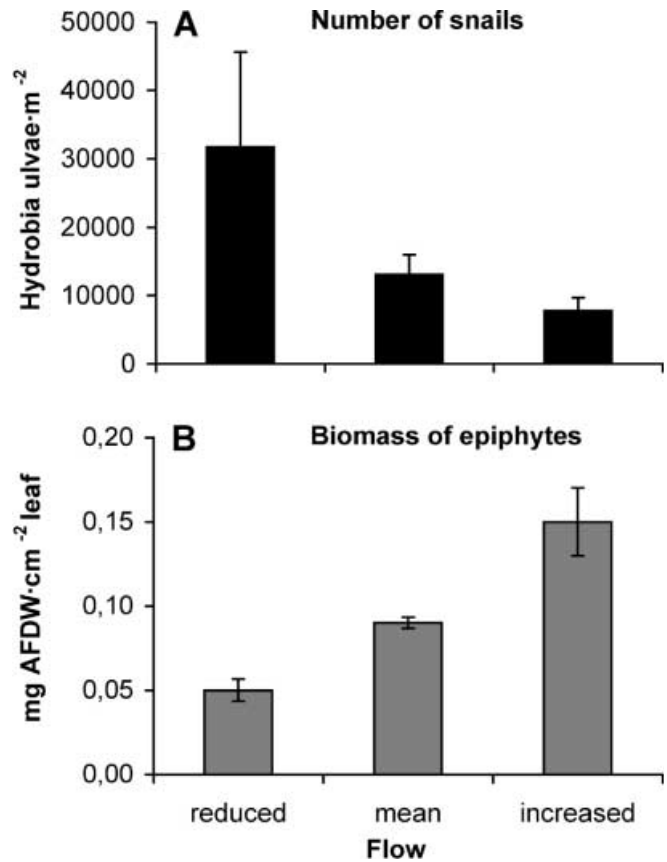 A Number of snails
Hydrobia ulvae·m⁻²
50000
40000
30000
20000
10000
0
B Biomass of epiphytes
mg AFDW·cm⁻² leaf
0,20
0,15
0,10
0,05
0,00
reduced mean increased
Flow